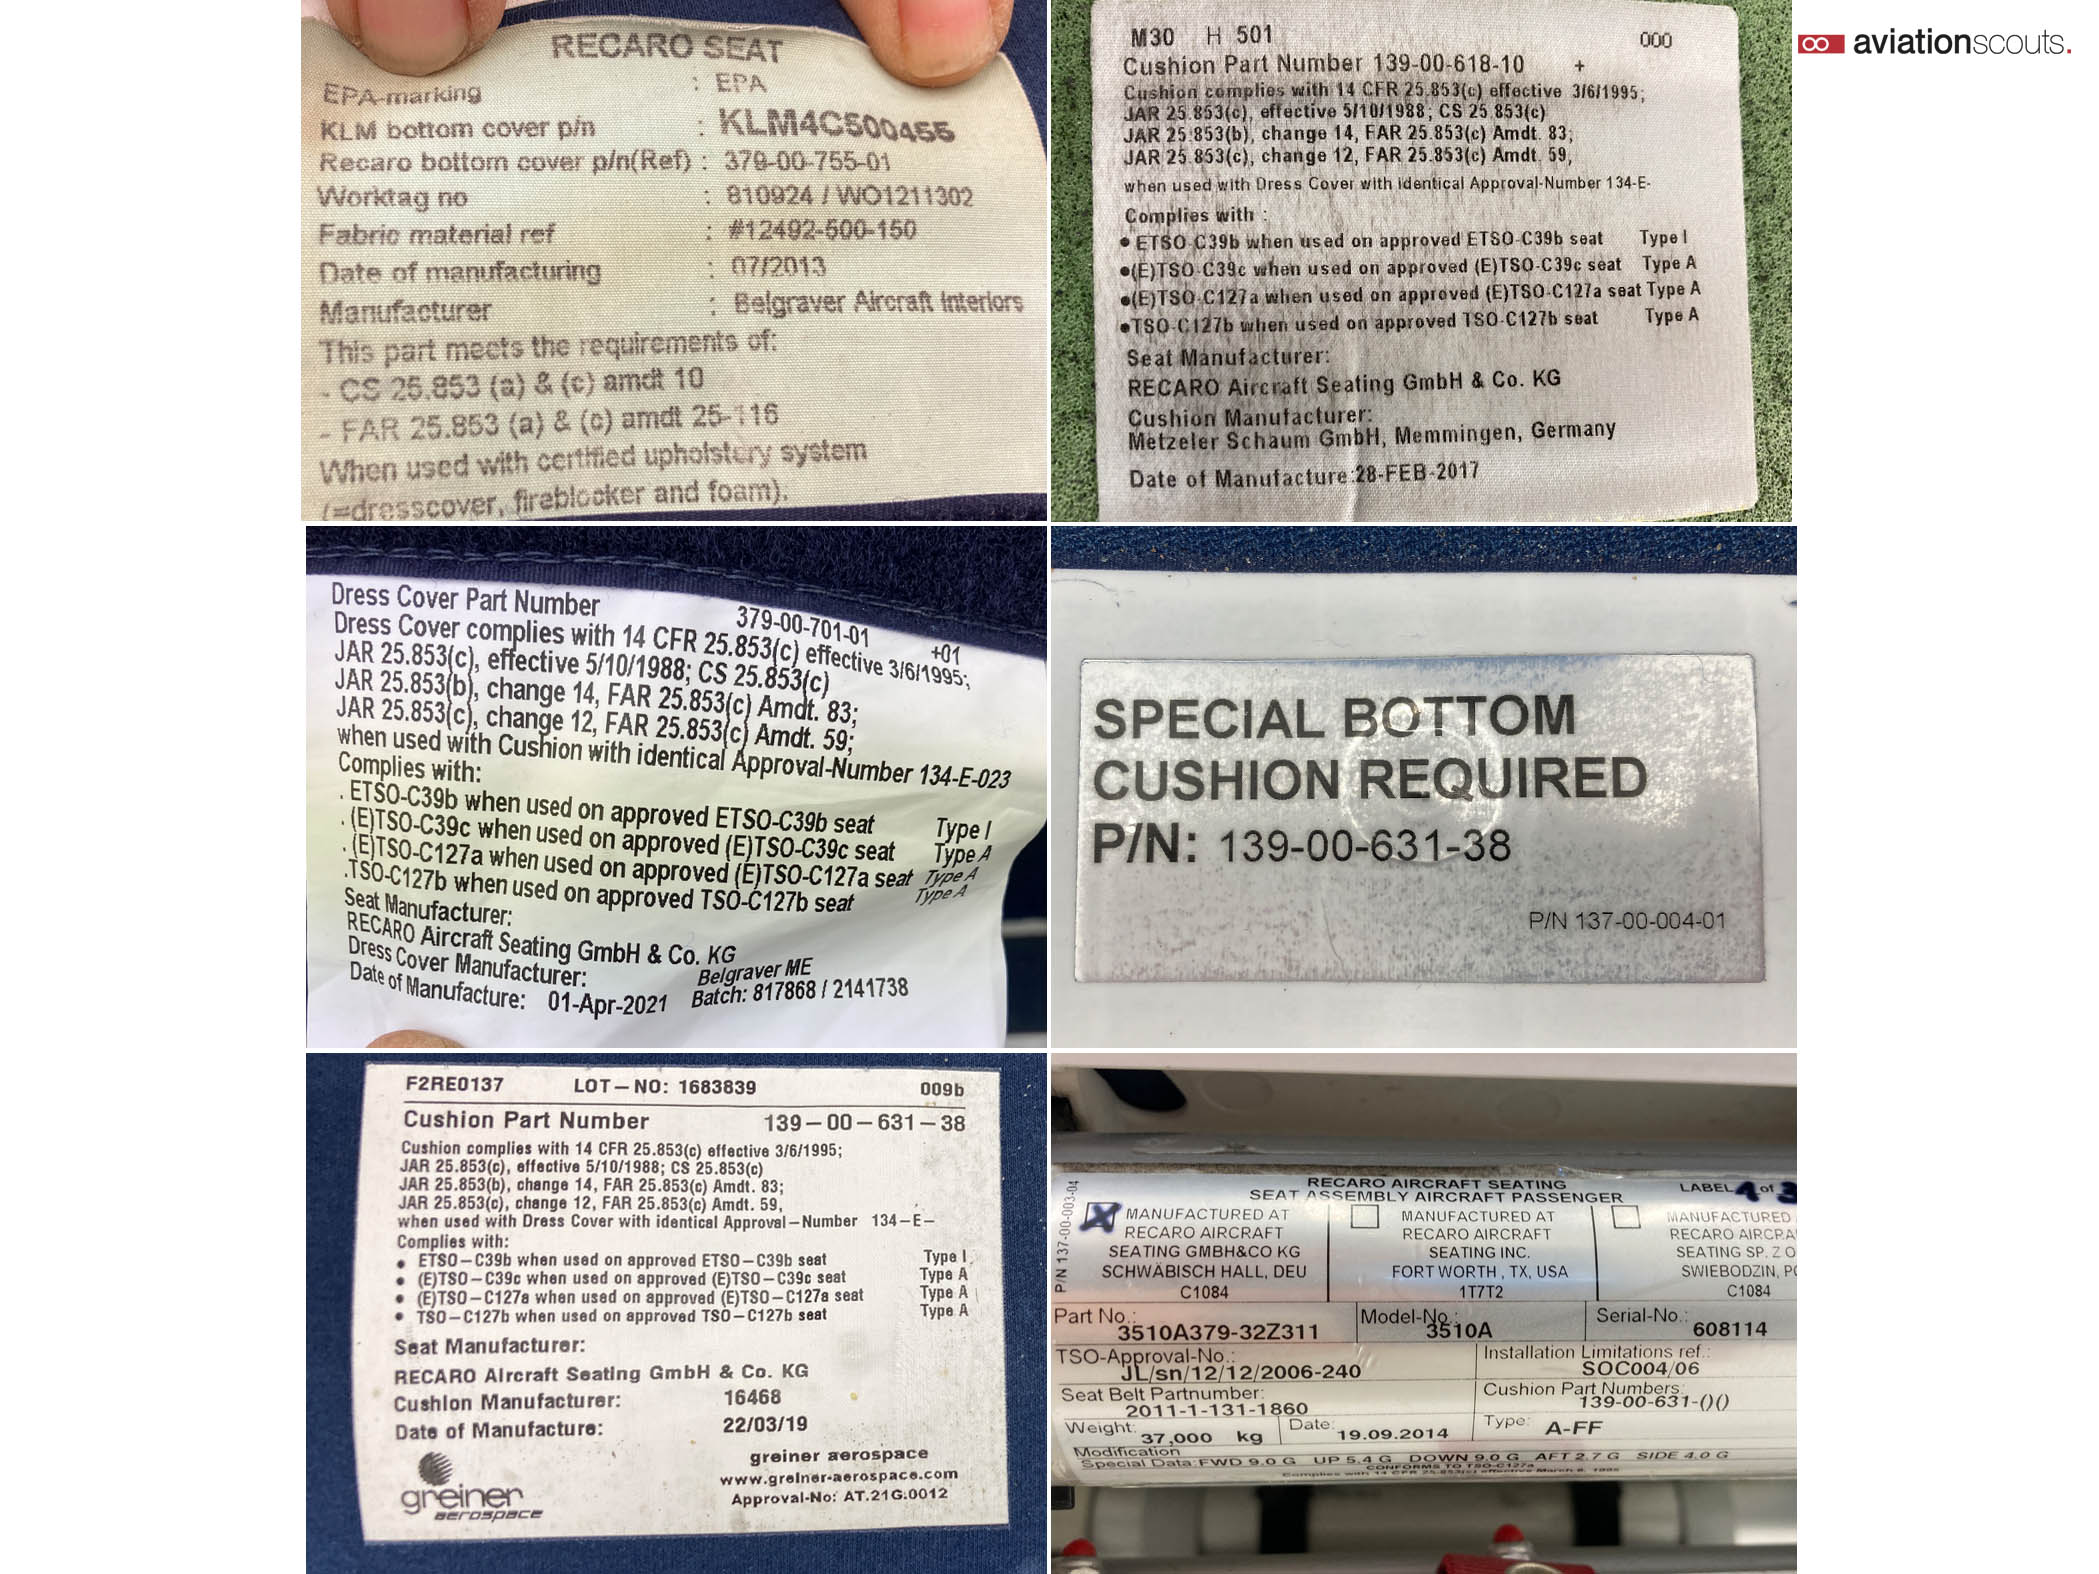 aviationscouts.
RECARO SEAT
EPA-marking : EPA
KLM bottom cover p/n : KLM4C500455
Recaro bottom cover p/n(Ref) : 379-00-755-01
Worktag no : 810924 / WO1211302
Fabric material ref : #12492-500-150
Date of manufacturing : 07/2013
Manufacturer : Belgraver Aircraft Interiors
This part meets the requirements of:
- CS 25.853 (a) & (c) amdt 10
- FAR 25.853 (a) & (c) amdt 25-116
When used with certified upholstery system
(=dresscover, fireblocker and foam).
M30 H 501 000
Cushion Part Number 139-00-618-10 +
Cushion complies with 14 CFR 25.853(c) effective 3/6/1995;
JAR 25.853(c), effective 5/10/1988; CS 25.853(c)
JAR 25.853(b), change 14, FAR 25.853(c) Amdt. 83;
JAR 25.853(c), change 12, FAR 25.853(c) Amdt. 59,
when used with Dress Cover with identical Approval-Number 134-E-
Complies with :
• ETSO-C39b when used on approved ETSO-C39b seat Type I
•(E)TSO-C39c when used on approved (E)TSO-C39c seat Type A
•(E)TSO-C127a when used on approved (E)TSO-C127a seat Type A
•TSO-C127b when used on approved TSO-C127b seat Type A
Seat Manufacturer:
RECARO Aircraft Seating GmbH & Co. KG
Cushion Manufacturer:
Metzeler Schaum GmbH, Memmingen, Germany
Date of Manufacture:28-FEB-2017
Dress Cover Part Number 379-00-701-01 +01
Dress Cover complies with 14 CFR 25.853(c) effective 3/6/1995;
JAR 25.853(c), effective 5/10/1988; CS 25.853(c)
JAR 25.853(b), change 14, FAR 25.853(c) Amdt. 83;
JAR 25.853(c), change 12, FAR 25.853(c) Amdt. 59;
when used with Cushion with identical Approval-Number 134-E-023
Complies with:
. ETSO-C39b when used on approved ETSO-C39b seat Type I
. (E)TSO-C39c when used on approved (E)TSO-C39c seat Type A
. (E)TSO-C127a when used on approved (E)TSO-C127a seat Type A
.TSO-C127b when used on approved TSO-C127b seat Type A
Seat Manufacturer:
RECARO Aircraft Seating GmbH & Co. KG
Dress Cover Manufacturer: Belgraver ME
Date of Manufacture: 01-Apr-2021 Batch: 817868 / 2141738
SPECIAL BOTTOM
CUSHION REQUIRED
P/N: 139-00-631-38
P/N 137-00-004-01
F2RE0137 LOT-NO: 1683839 009b
Cushion Part Number 139-00-631-38
Cushion complies with 14 CFR 25.853(c) effective 3/6/1995;
JAR 25.853(c), effective 5/10/1988; CS 25.853(c)
JAR 25.853(b), change 14, FAR 25.853(c) Amdt. 83;
JAR 25.853(c), change 12, FAR 25.853(c) Amdt. 59,
when used with Dress Cover with identical Approval-Number 134-E-
Complies with:
• ETSO-C39b when used on approved ETSO-C39b seat Type I
• (E)TSO-C39c when used on approved (E)TSO-C39c seat Type A
• (E)TSO-C127a when used on approved (E)TSO-C127a seat Type A
• TSO-C127b when used on approved TSO-C127b seat Type A
Seat Manufacturer:
RECARO Aircraft Seating GmbH & Co. KG
Cushion Manufacturer: 16468
Date of Manufacture: 22/03/19
greiner aerospace
www.greiner-aerospace.com
Approval-No: AT.21G.0012
greiner
aerospace
P/N 137-00-003-04
RECARO AIRCRAFT SEATING
SEAT ASSEMBLY AIRCRAFT PASSENGER
LABEL 1 of 3
X MANUFACTURED AT
RECARO AIRCRAFT
SEATING GMBH&CO KG
SCHWÄBISCH HALL, DEU
C1084
MANUFACTURED AT
RECARO AIRCRAFT
SEATING INC.
FORT WORTH , TX, USA
1T7T2
MANUFACTURED
RECARO AIRCRA
SEATING SP. Z O
SWIEBODZIN, PO
C1084
Part No.: 3510A379-32Z311 Model-No.: 3510A Serial-No.: 608114
TSO-Approval-No.: JL/sn/12/12/2006-240 Installation Limitations ref.: SOC004/06
Seat Belt Partnumber: 2011-1-131-1860 Cushion Part Numbers: 139-00-631-()()
Weight: 37,000 kg Date: 19.09.2014 Type: A-FF
Modification
Special Data: FWD 9.0 G UP 5.4 G DOWN 9.0 G AFT 2.7 G SIDE 4.0 G
CONFORMS TO TSO-C127a
Complies with 14 CFR 25.853(c) effective March 6, 1995